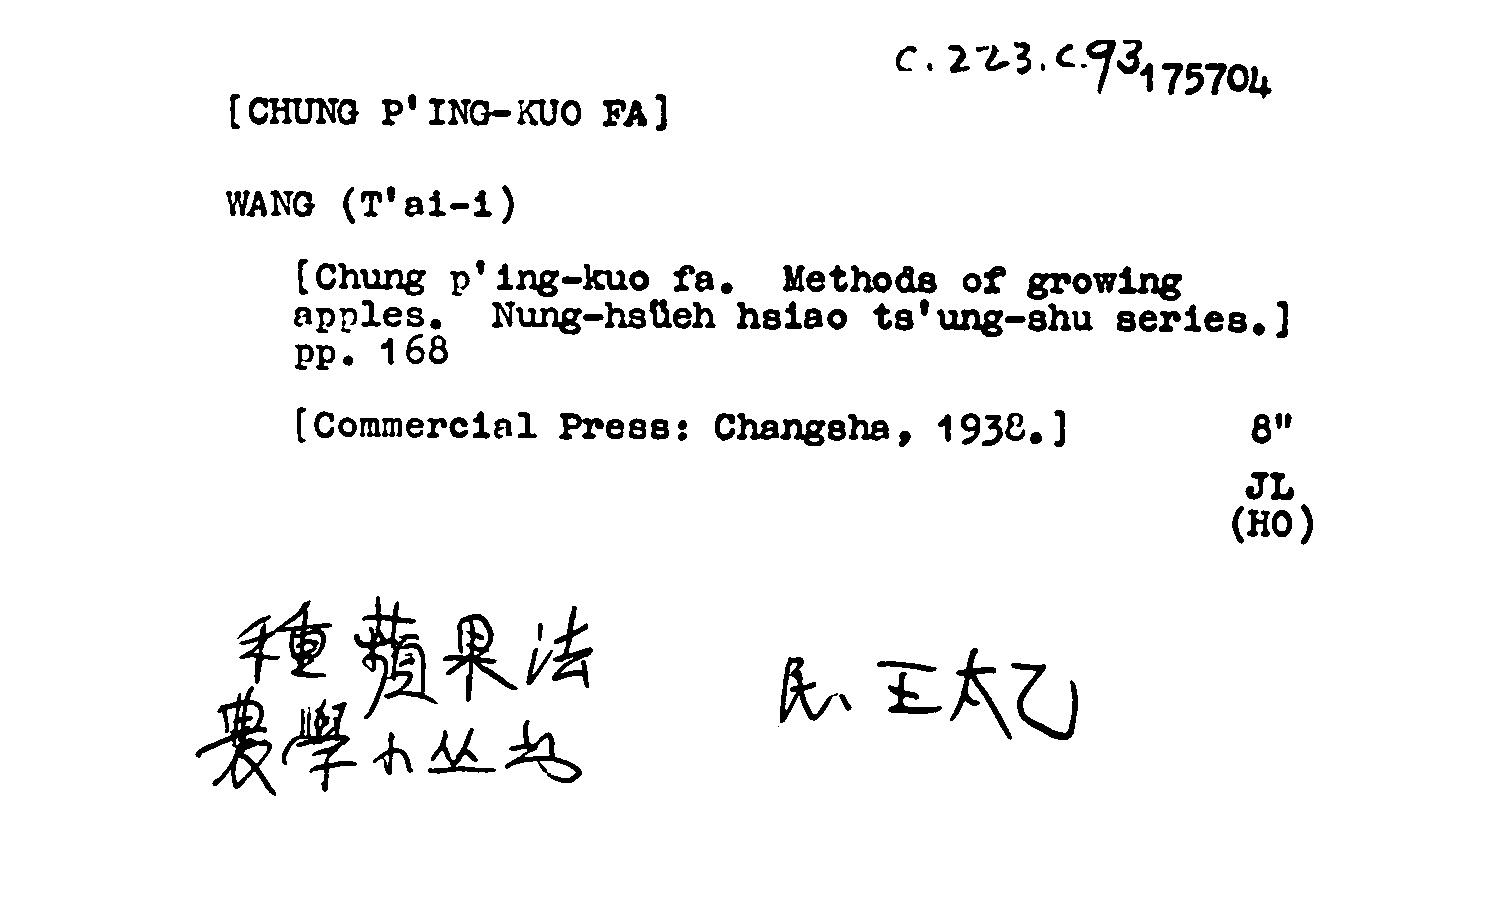 C.223.C.93
175704
[CHUNG P'ING-KUO FA]
WANG (T'ai-i)
[Chung p'ing-kuo fa. Methods of growing
apples. Nung-hsüeh hsiao ts'ung-shu series.]
pp. 168
[Commercial Press: Changsha, 1938.] 8"
JL
(HO)
種蘋果法
農學小丛书
民、王太乙